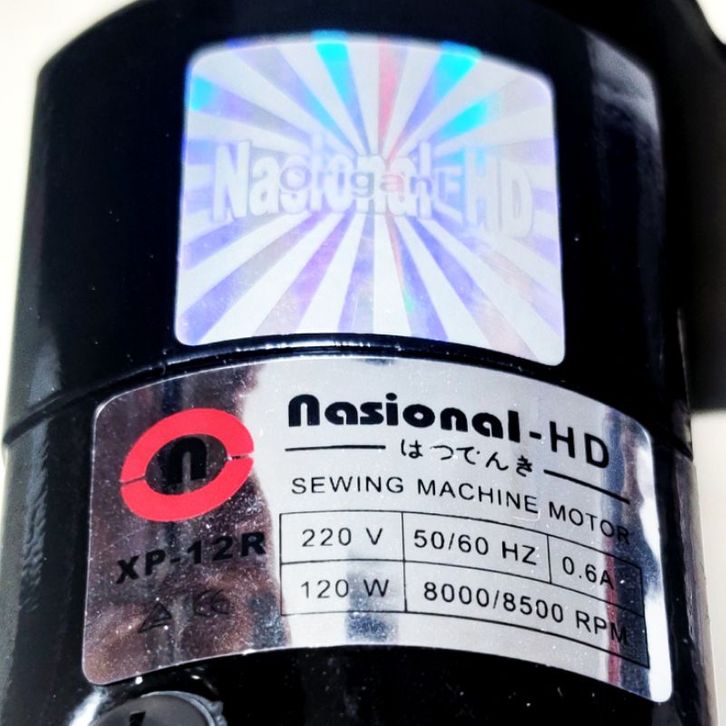 Nasional-HD
n
nasional-HD
はつでんき
SEWING MACHINE MOTOR
XP-12R
220 V 50/60 HZ 0.6A
120 W 8000/8500 RPM
CE